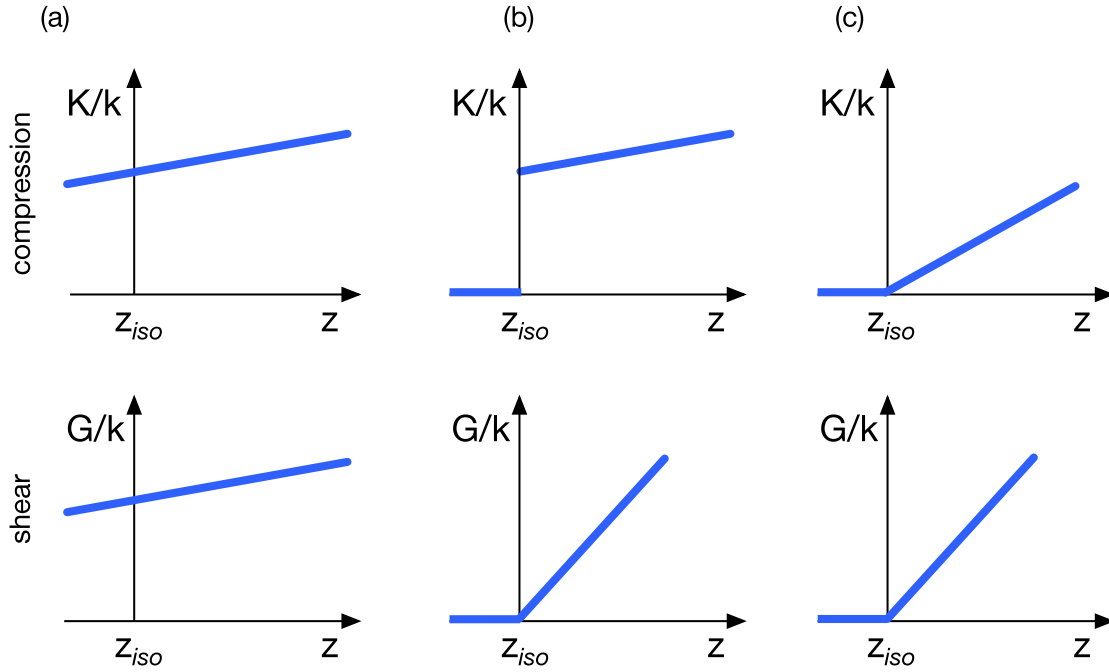 (a)
(b)
(c)
compression
K/k
K/k
K/k
z_iso z
z_iso z
z_iso z
shear
G/k
G/k
G/k
z_iso z
z_iso z
z_iso z